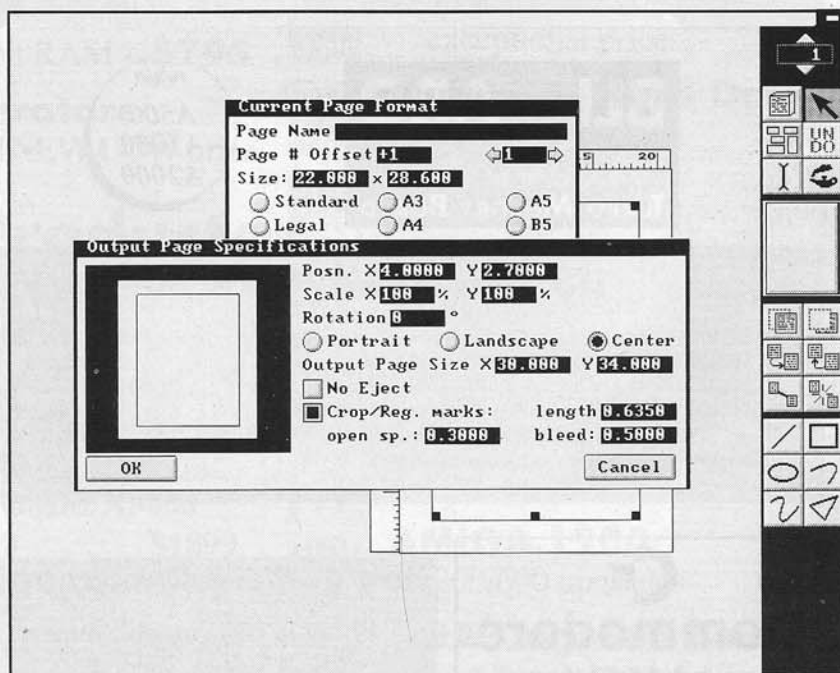 Current Page Format
Page Name
Page # Offset +1 1
Size: 22.000 x 28.600
Standard A3 A5
Legal A4 B5
Output Page Specifications
Posn. X 4.0000 Y 2.7000
Scale X 100 % Y 100 %
Rotation 0 °
Portrait Landscape Center
Output Page Size X 30.000 Y 34.000
No Eject
Crop/Reg. marks: length 0.6350
open sp.: 0.3000 bleed: 0.5000
OK Cancel
5 20
1
UN
DO